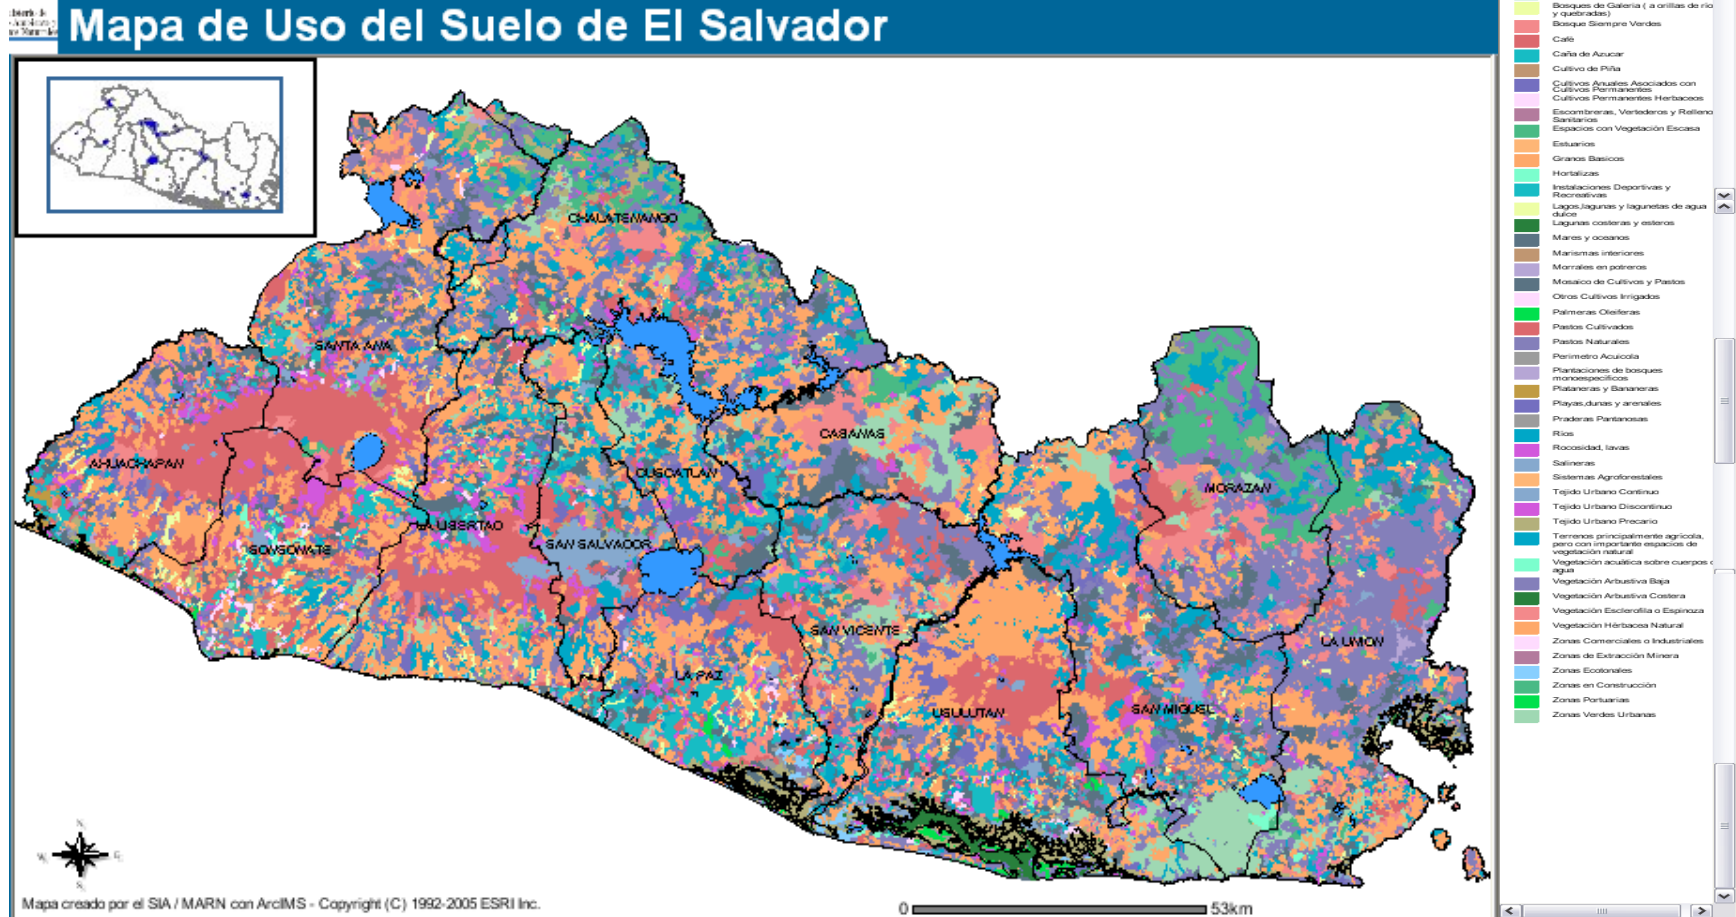 Mapa de Uso del Suelo de El Salvador
CHALATENANGO
SANTA ANA
CABANAS
AHUACHAPAN
CUSCATLAN
MORAZAN
LA LIBERTAD
SAN SALVADOR
SONSONATE
SAN VICENTE
LA UNION
LA PAZ
USULUTAN
SAN MIGUEL
N
W
E
S
Mapa creado por el SIA / MARN con ArcIMS - Copyright (C) 1992-2005 ESRI Inc.
0
53km
Bosques de Galeria ( a orillas de rio
y quebradas)
Bosque Siempre Verdes
Café
Caña de Azucar
Cultivo de Piña
Cultivos Anuales Asociados con
Cultivos Permanentes
Cultivos Permanentes Herbaceos
Escombreras, Vertederos y Relleno
Sanitarios
Espacios con Vegetación Escasa
Estuarios
Granos Basicos
Hortalizas
Instalaciones Deportivas y
Recreativas
Lagos,lagunas y lagunetas de agua
dulce
Lagunas costeras y esteros
Mares y oceanos
Marismas interiores
Morrales en potreros
Mosaico de Cultivos y Pastos
Otros Cultivos Irrigados
Palmeras Oleiferas
Pastos Cultivados
Pastos Naturales
Perimetro Acuicola
Plantaciones de bosques
monoespecificos
Plataneras y Bananeras
Playas,dunas y arenales
Praderas Pantanosas
Ríos
Rocosidad, lavas
Salineras
Sistemas Agroforestales
Tejido Urbano Continuo
Tejido Urbano Discontinuo
Tejido Urbano Precario
Terrenos principalmente agrícola,
pero con importante espacios de
vegetación natural
Vegetación acuática sobre cuerpos
agua
Vegetación Arbustiva Baja
Vegetación Arbustiva Costera
Vegetación Esclerofila o Espinoza
Vegetación Hérbacea Natural
Zonas Comerciales o Industriales
Zonas de Extracción Minera
Zonas Ecotonales
Zonas en Construcción
Zonas Portuarias
Zonas Verdes Urbanas